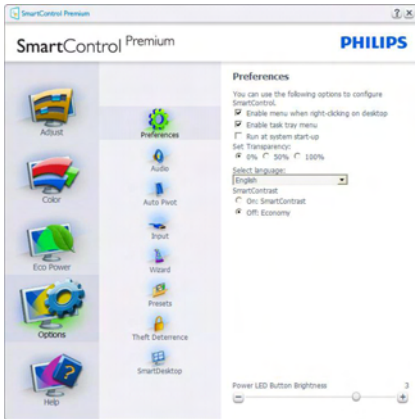 SmartControl Premium
SmartControl Premium
PHILIPS
Adjust
Color
Eco Power
Options
Help
Preferences
Audio
Auto Pivot
Input
Wizard
Presets
Theft Deterrence
SmartDesktop
Preferences
You can use the following options to configure
SmartControl.
Enable menu when right-clicking on desktop
Enable task tray menu
Run at system start-up
Set Transparency:
0% 50% 100%
Select language:
English
SmartContrast
On: SmartContrast
Off: Economy
Power LED Button Brightness 3